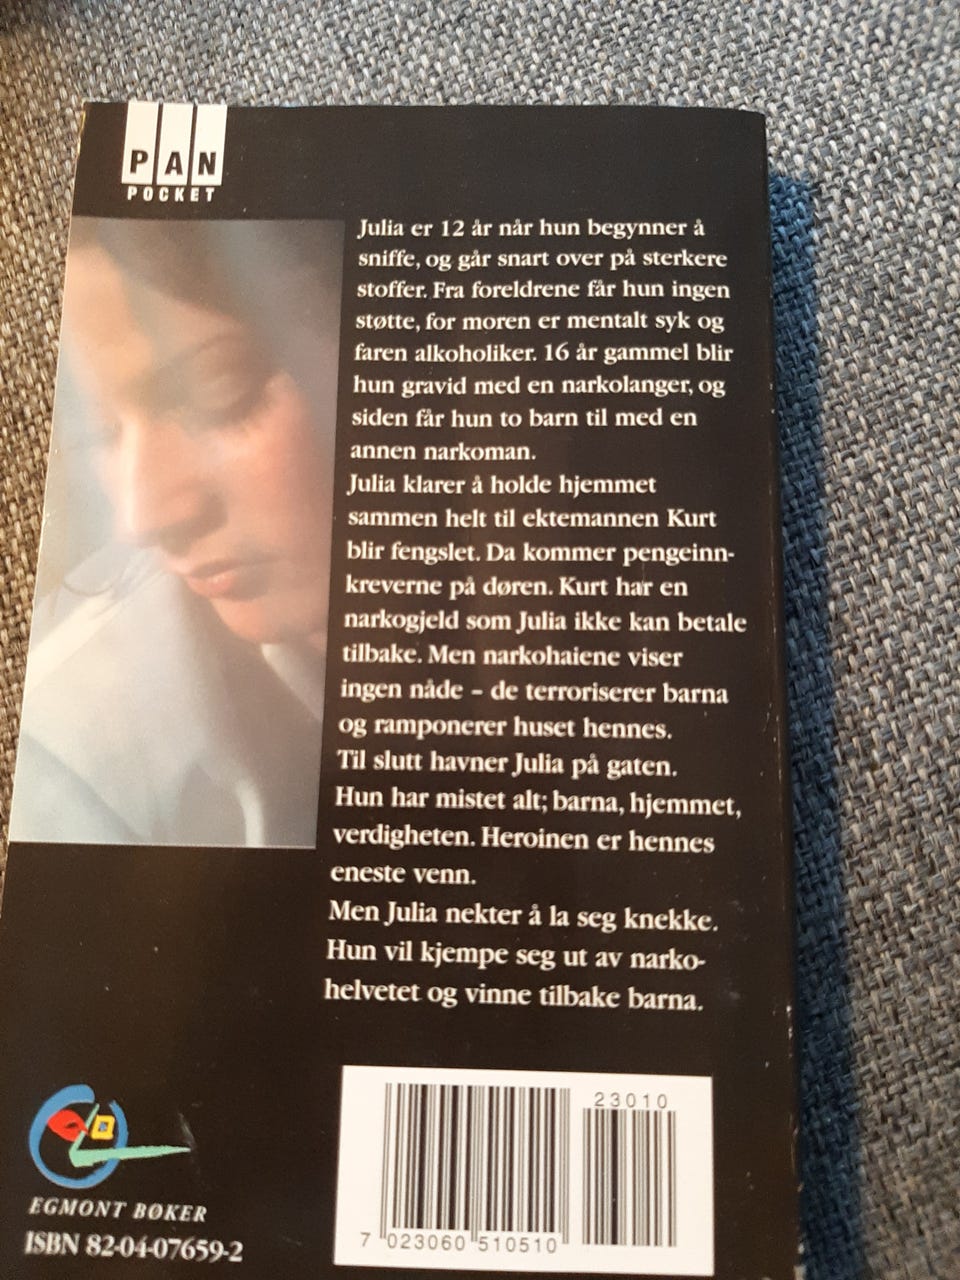 PAN
POCKET
Julia er 12 år når hun begynner å
sniffe, og går snart over på sterkere
stoffer. Fra foreldrene får hun ingen
støtte, for moren er mentalt syk og
faren alkoholiker. 16 år gammel blir
hun gravid med en narkolanger, og
siden får hun to barn til med en
annen narkoman.
Julia klarer å holde hjemmet
sammen helt til ektemannen Kurt
blir fengslet. Da kommer pengeinn-
kreverne på døren. Kurt har en
narkogjeld som Julia ikke kan betale
tilbake. Men narkohaiene viser
ingen nåde – de terroriserer barna
og ramponerer huset hennes.
Til slutt havner Julia på gaten.
Hun har mistet alt; barna, hjemmet,
verdigheten. Heroinen er hennes
eneste venn.
Men Julia nekter å la seg knekke.
Hun vil kjempe seg ut av narko-
helvetet og vinne tilbake barna.
EGMONT BØKER
ISBN 82-04-07659-2
23010
7 023060 510510